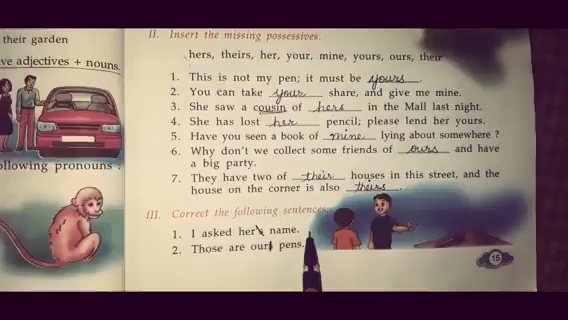 their garden
ve adjectives + nouns.
ollowing pronouns :
II. Insert the missing possessives.
hers, theirs, her, your, mine, yours, ours, their
1. This is not my pen; it must be yours.
2. You can take your share, and give me mine.
3. She saw a cousin of hers in the Mall last night.
4. She has lost her pencil; please lend her yours.
5. Have you seen a book of mine lying about somewhere ?
6. Why don't we collect some friends of ours and have
a big party.
7. They have two of their houses in this street, and the
house on the corner is also theirs.
III. Correct the following sentences.
1. I asked her's name.
2. Those are ours pens.
15